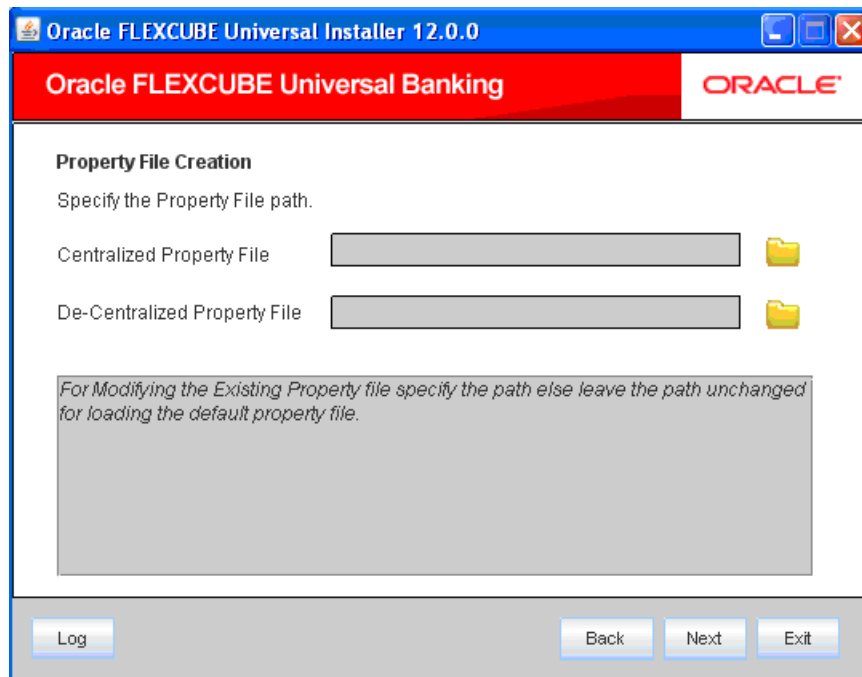 Oracle FLEXCUBE Universal Installer 12.0.0
Oracle FLEXCUBE Universal Banking
ORACLE
Property File Creation
Specify the Property File path.
Centralized Property File
De-Centralized Property File
For Modifying the Existing Property file specify the path else leave the path unchanged
for loading the default property file.
Log
Back
Next
Exit